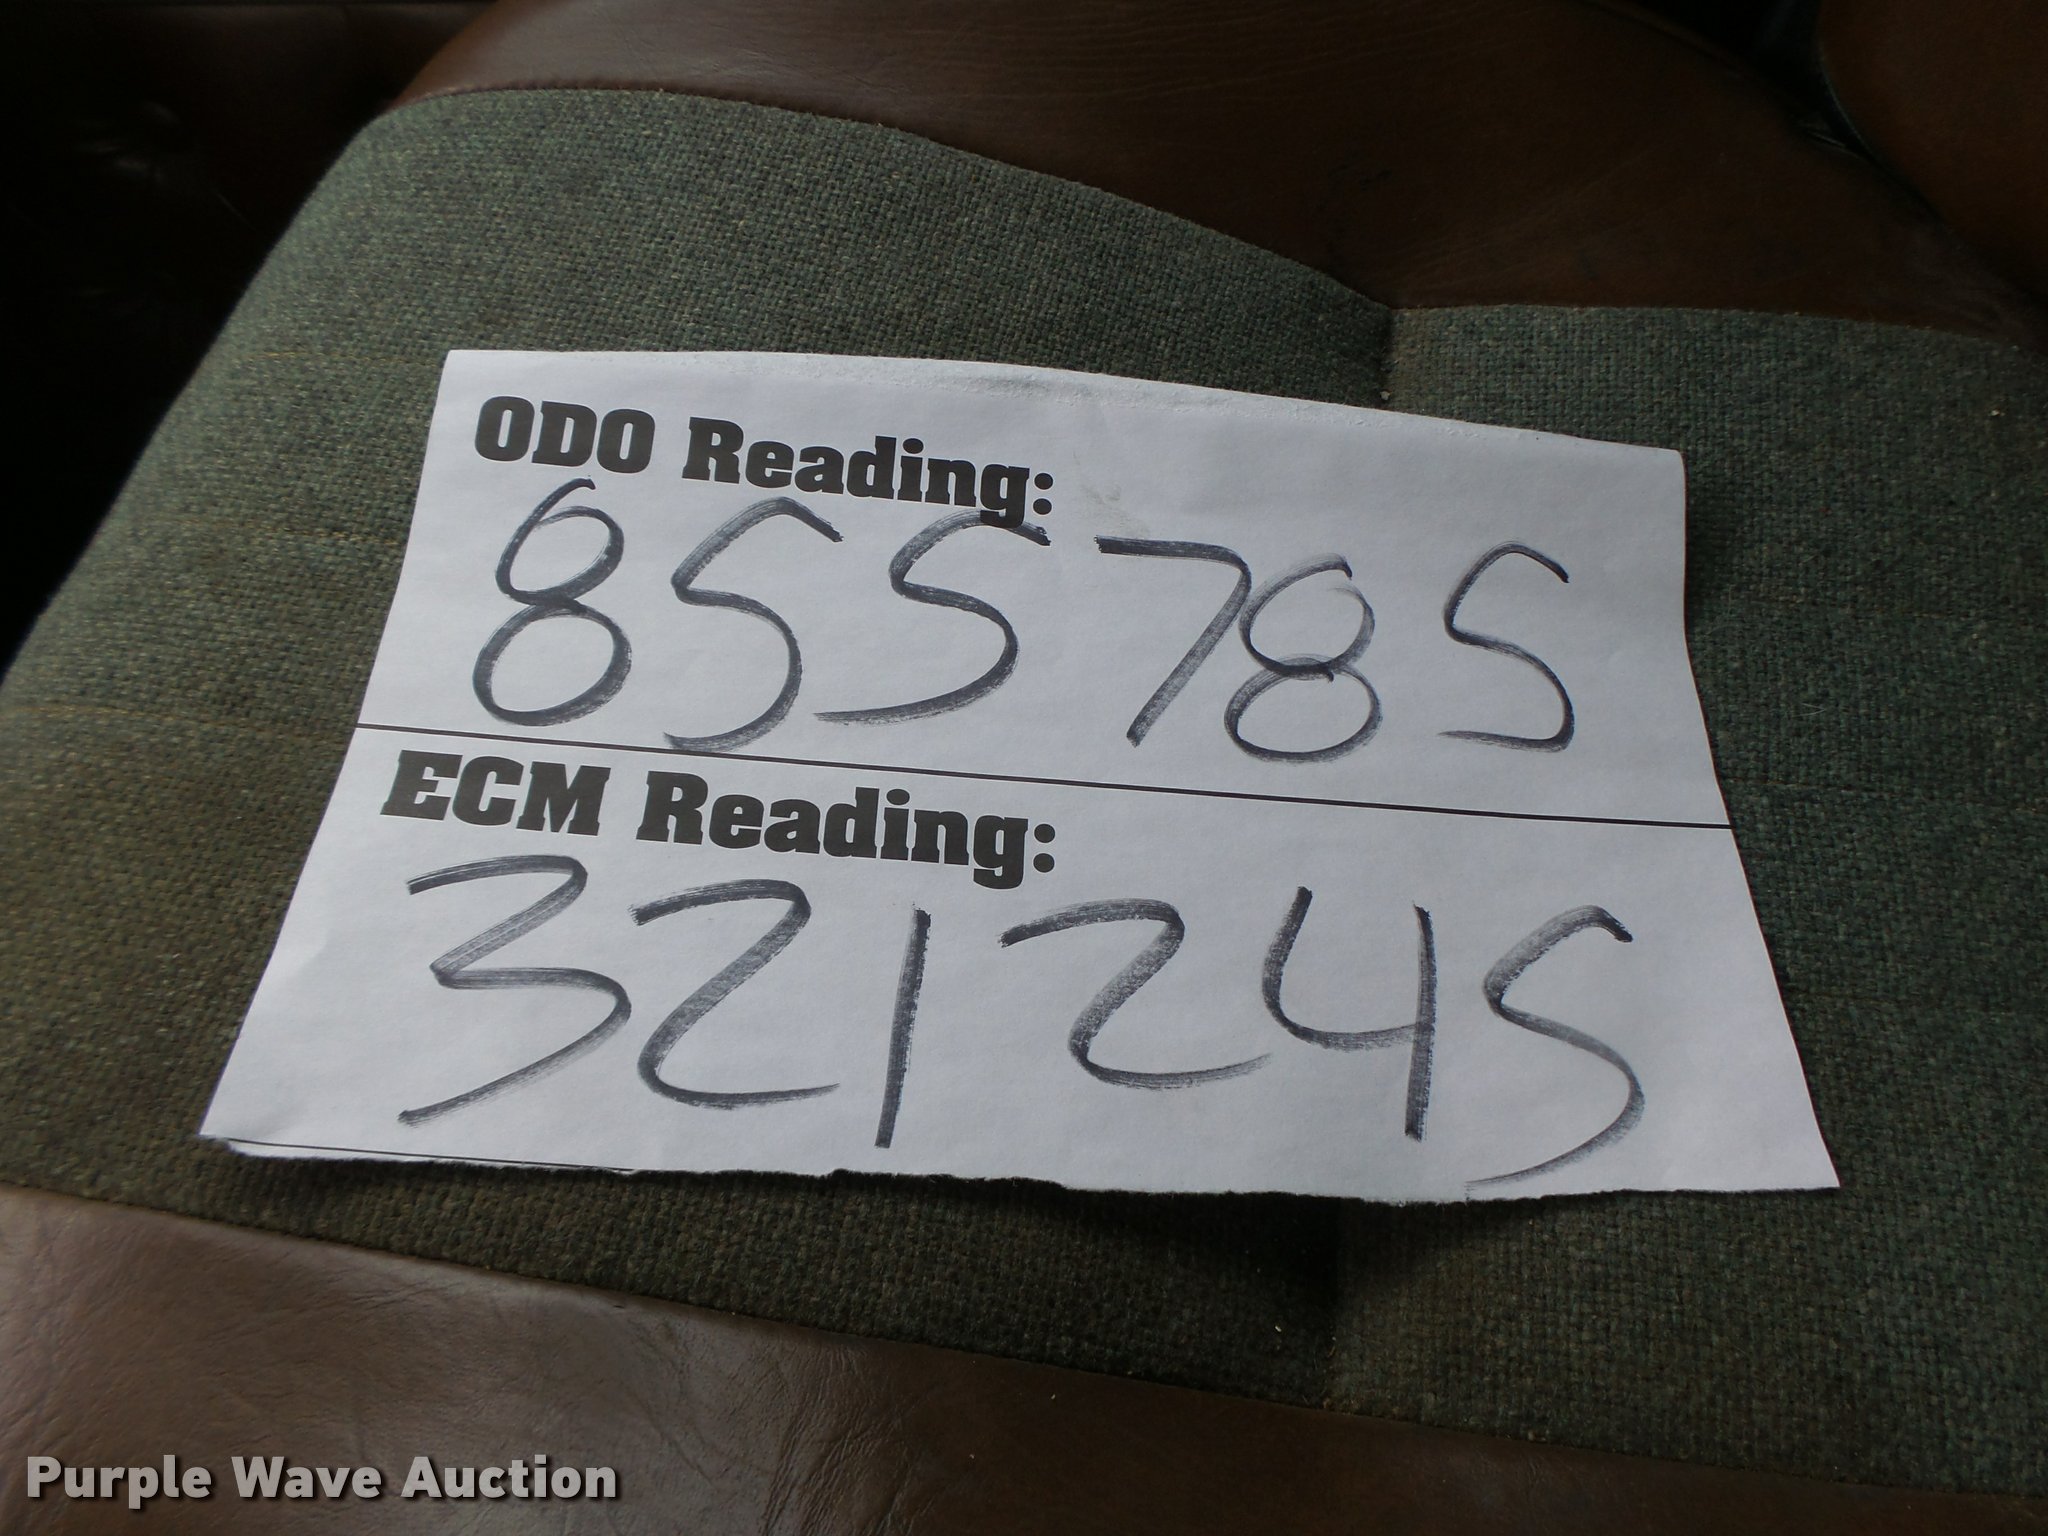 ODO Reading:
855785
ECM Reading:
321245
Purple Wave Auction